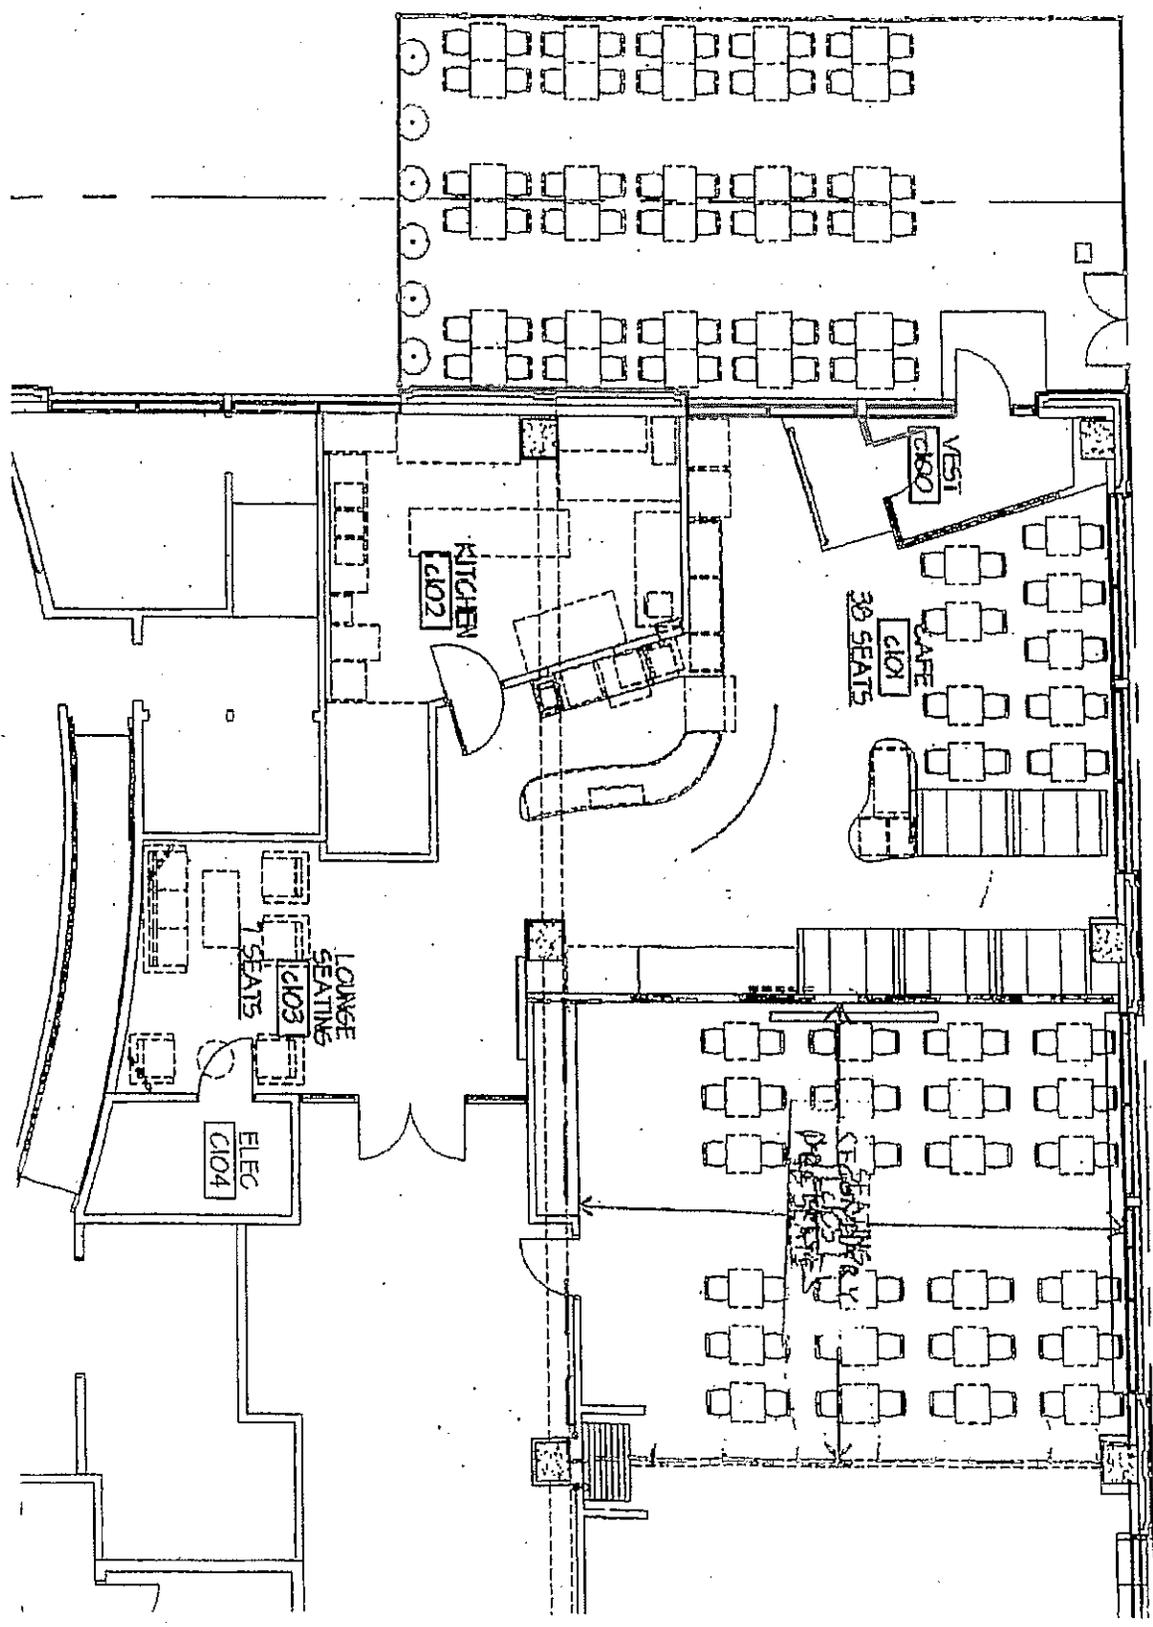 VEST
C100
KITCHEN
C102
CAFE
C101
30 SEATS
LOUNGE
SEATING
C103
7 SEATS
ELEC
C104